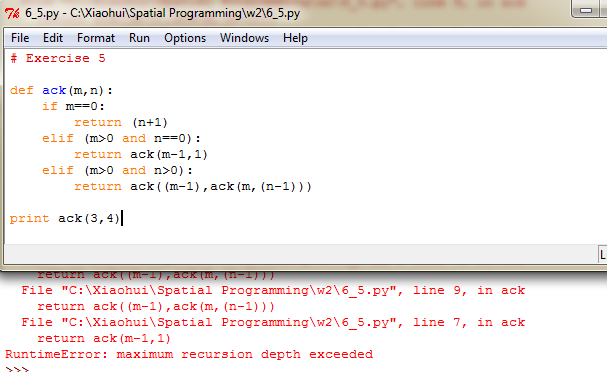 6_5.py - C:\Xiaohui\Spatial Programming\w2\6_5.py
File Edit Format Run Options Windows Help
# Exercise 5
def ack(m,n):
    if m==0:
        return (n+1)
    elif (m>0 and n==0):
        return ack(m-1,1)
    elif (m>0 and n>0):
        return ack((m-1),ack(m,(n-1)))
print ack(3,4)
L
    return ack((m-1),ack(m,(n-1)))
  File "C:\Xiaohui\Spatial Programming\w2\6_5.py", line 9, in ack
    return ack((m-1),ack(m,(n-1)))
  File "C:\Xiaohui\Spatial Programming\w2\6_5.py", line 7, in ack
    return ack(m-1,1)
RuntimeError: maximum recursion depth exceeded
>>>